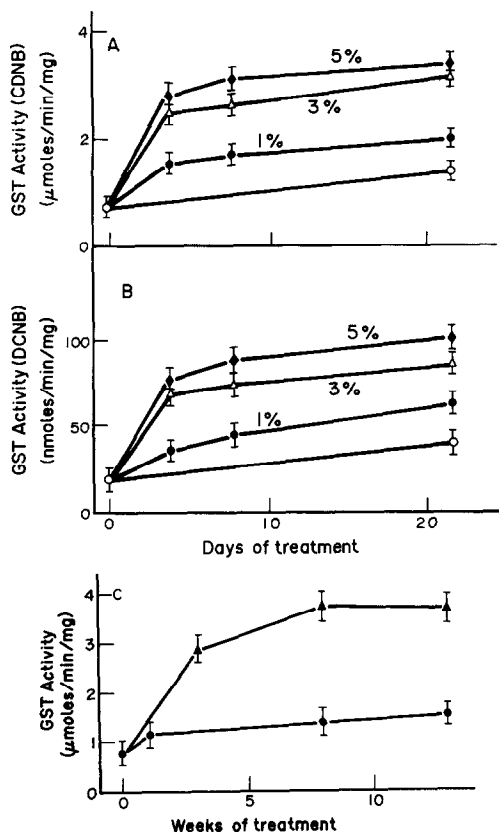 A
GST Activity (CDNB)
(μmoles/min/mg)
4
2
0
5%
3%
1%
B
GST Activity (DCNB)
(nmoles/min/mg)
100
50
0
5%
3%
1%
0 10 20
Days of treatment
C
GST Activity
(μmoles/min/mg)
4
3
2
1
0
0 5 10
Weeks of treatment